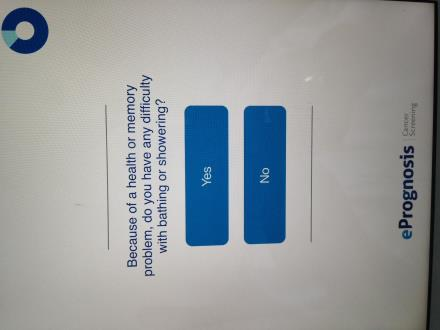 Because of a health or memory
problem, do you have any difficulty
with bathing or showering?
Yes
No
ePrognosis
Cancer
Screening